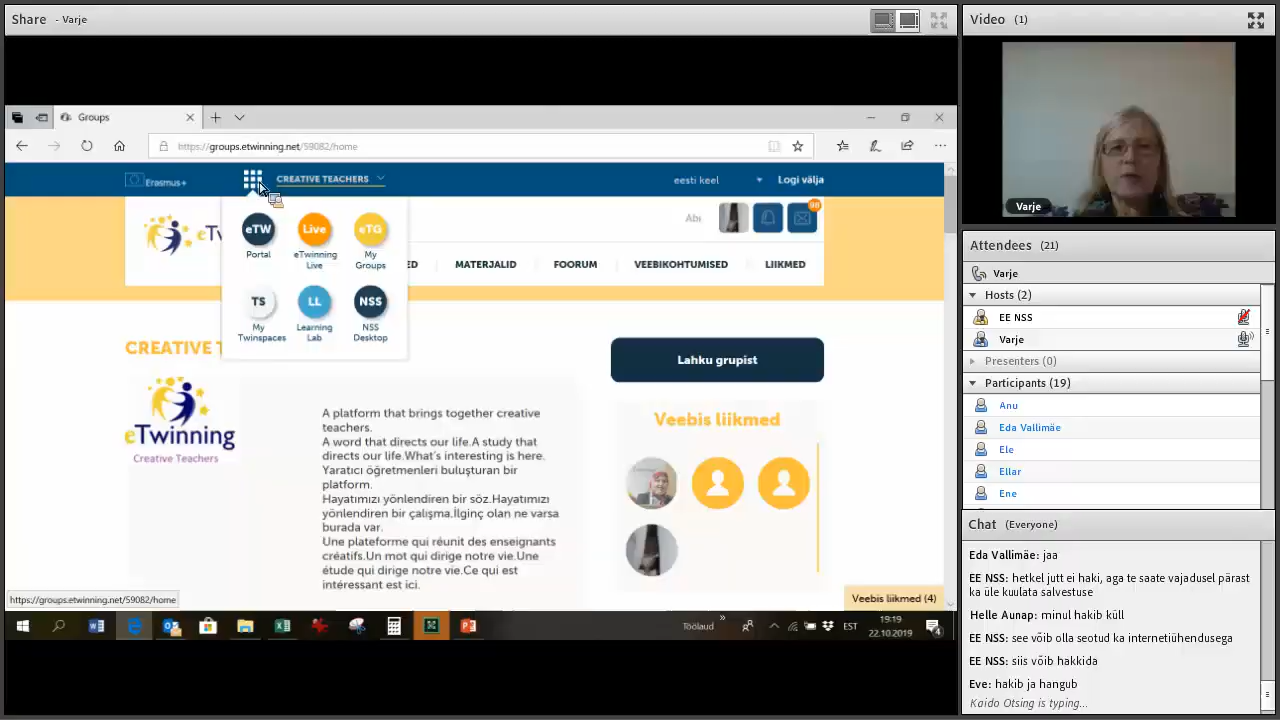 Share - Varje
Groups
https://groups.etwinning.net/59082/home
Erasmus+
CREATIVE TEACHERS
eesti keel
Logi välja
eTW
Live
eTG
Portal
eTwinning
Live
My
Groups
TS
LL
NSS
My
Twinspaces
Learning
Lab
NSS
Desktop
Abi
98
ED
MATERJALID
FOORUM
VEEBIKOHTUMISED
LIIKMED
CREATIVE T
eTwinning
Creative Teachers
A platform that brings together creative
teachers.
A word that directs our life.A study that
directs our life.What's interesting is here.
Yaratıcı öğretmenleri buluşturan bir
platform.
Hayatımızı yönlendiren bir söz.Hayatımızı
yönlendiren bir çalışma.İlginç olan ne varsa
burada var.
Une plateforme qui réunit des enseignants
créatifs.Un mot qui dirige notre vie.Une
étude qui dirige notre vie.Ce qui est
intéressant est ici.
Lahku grupist
Veebis liikmed
Veebis liikmed (4)
https://groups.etwinning.net/59082/home
Töölaud
EST
19:19
22.10.2019
4
Video (1)
Varje
Attendees (21)
Varje
Hosts (2)
EE NSS
Varje
Presenters (0)
Participants (19)
Anu
Eda Vallimäe
Ele
Ellar
Ene
Chat (Everyone)
Eda Vallimäe: jaa
EE NSS: hetkel jutt ei haki, aga te saate vajadusel pärast
ka üle kuulata salvestuse
Helle Aunap: minul hakib küll
EE NSS: see võib olla seotud ka internetiühendusega
EE NSS: siis võib hakkida
Eve: hakib ja hangub
Kaido Otsing is typing...